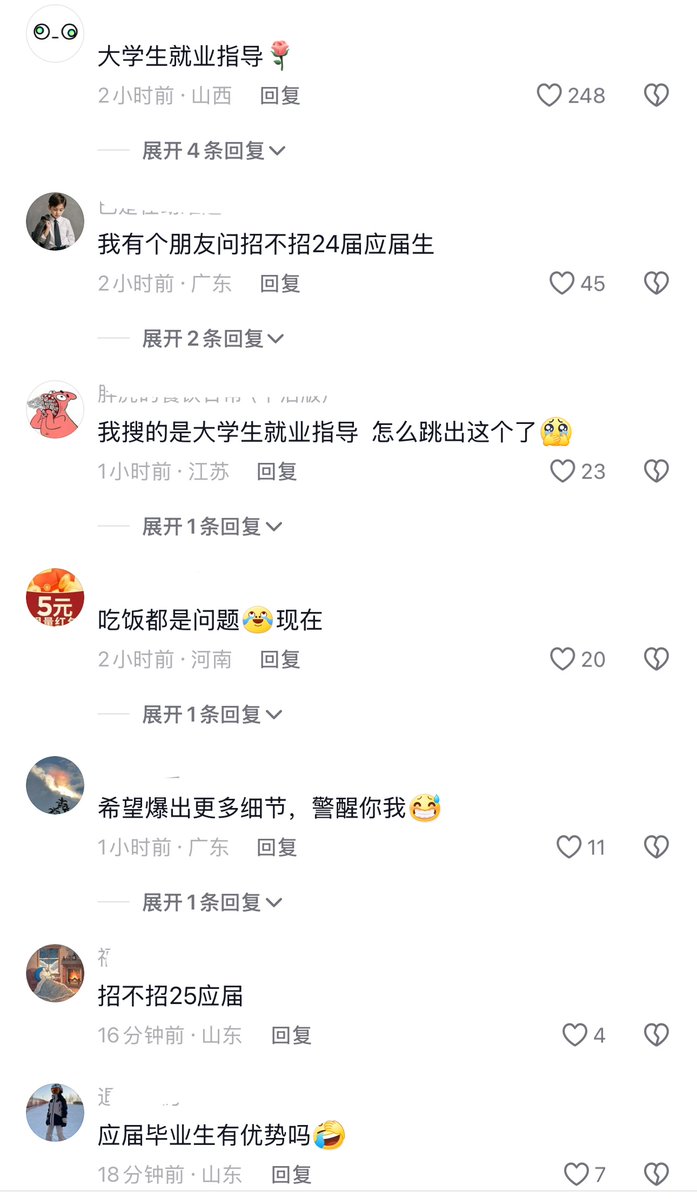 大学生就业指导🌹
2小时前 · 山西 回复 248
展开4条回复
我有个朋友问招不招24届应届生
2小时前 · 广东 回复 45
展开2条回复
我搜的是大学生就业指导 怎么跳出这个了🥹
1小时前 · 江苏 回复 23
展开1条回复
5元
吃饭都是问题😂现在
2小时前 · 河南 回复 20
展开1条回复
希望爆出更多细节，警醒你我😅
1小时前 · 广东 回复 11
展开1条回复
招不招25应届
16分钟前 · 山东 回复 4
应届毕业生有优势吗🤣
18分钟前 · 山东 回复 7